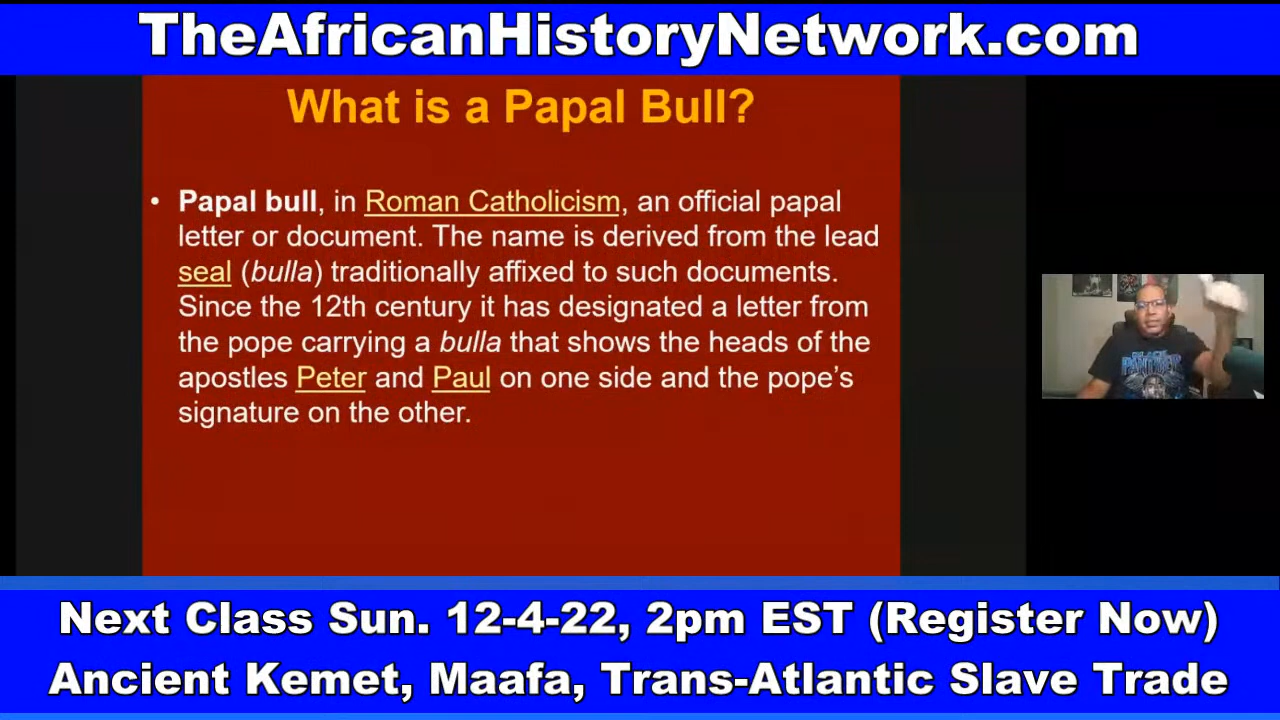 TheAfricanHistoryNetwork.com
What is a Papal Bull?
• Papal bull, in Roman Catholicism, an official papal
letter or document. The name is derived from the lead
seal (bulla) traditionally affixed to such documents.
Since the 12th century it has designated a letter from
the pope carrying a bulla that shows the heads of the
apostles Peter and Paul on one side and the pope’s
signature on the other.
BLACK
PANTHER
Next Class Sun. 12-4-22, 2pm EST (Register Now)
Ancient Kemet, Maafa, Trans-Atlantic Slave Trade